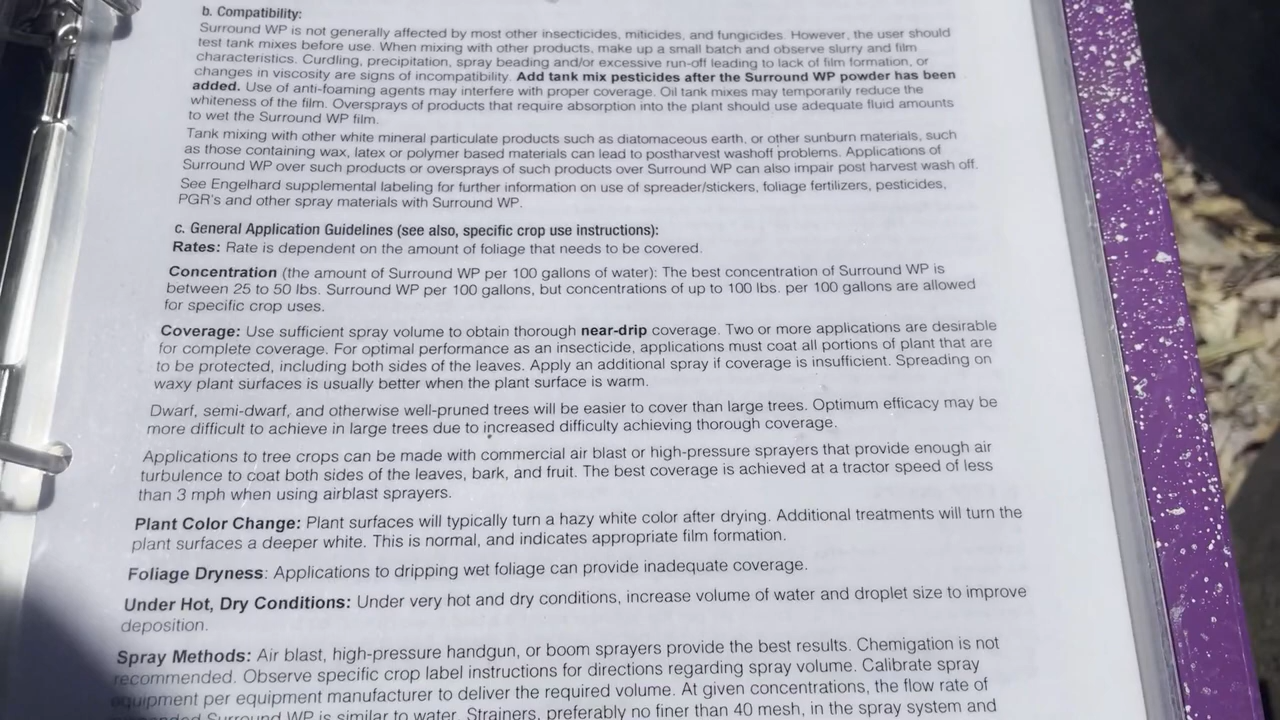 b. Compatibility:
Surround WP is not generally affected by most other insecticides, miticides, and fungicides. However, the user should
test tank mixes before use. When mixing with other products, make up a small batch and observe slurry and film
characteristics. Curdling, precipitation, spray beading and/or excessive run-off leading to lack of film formation, or
changes in viscosity are signs of incompatibility. Add tank mix pesticides after the Surround WP powder has been
added. Use of anti-foaming agents may interfere with proper coverage. Oil tank mixes may temporarily reduce the
whiteness of the film. Oversprays of products that require absorption into the plant should use adequate fluid amounts
to wet the Surround WP film.
Tank mixing with other white mineral particulate products such as diatomaceous earth, or other sunburn materials, such
as those containing wax, latex or polymer based materials can lead to postharvest washoff problems. Applications of
Surround WP over such products or oversprays of such products over Surround WP can also impair post harvest wash off.
See Engelhard supplemental labeling for further information on use of spreader/stickers, foliage fertilizers, pesticides,
PGR's and other spray materials with Surround WP.
c. General Application Guidelines (see also, specific crop use instructions):
Rates: Rate is dependent on the amount of foliage that needs to be covered.
Concentration (the amount of Surround WP per 100 gallons of water): The best concentration of Surround WP is
between 25 to 50 lbs. Surround WP per 100 gallons, but concentrations of up to 100 lbs. per 100 gallons are allowed
for specific crop uses.
Coverage: Use sufficient spray volume to obtain thorough near-drip coverage. Two or more applications are desirable
for complete coverage. For optimal performance as an insecticide, applications must coat all portions of plant that are
to be protected, including both sides of the leaves. Apply an additional spray if coverage is insufficient. Spreading on
waxy plant surfaces is usually better when the plant surface is warm.
Dwarf, semi-dwarf, and otherwise well-pruned trees will be easier to cover than large trees. Optimum efficacy may be
more difficult to achieve in large trees due to increased difficulty achieving thorough coverage.
Applications to tree crops can be made with commercial air blast or high-pressure sprayers that provide enough air
turbulence to coat both sides of the leaves, bark, and fruit. The best coverage is achieved at a tractor speed of less
than 3 mph when using airblast sprayers.
Plant Color Change: Plant surfaces will typically turn a hazy white color after drying. Additional treatments will turn the
plant surfaces a deeper white. This is normal, and indicates appropriate film formation.
Foliage Dryness: Applications to dripping wet foliage can provide inadequate coverage.
Under Hot, Dry Conditions: Under very hot and dry conditions, increase volume of water and droplet size to improve
deposition.
Spray Methods: Air blast, high-pressure handgun, or boom sprayers provide the best results. Chemigation is not
recommended. Observe specific crop label instructions for directions regarding spray volume. Calibrate spray
equipment per equipment manufacturer to deliver the required volume. At given concentrations, the flow rate of
Surround WP is similar to water. Strainers, preferably no finer than 40 mesh, in the spray system and